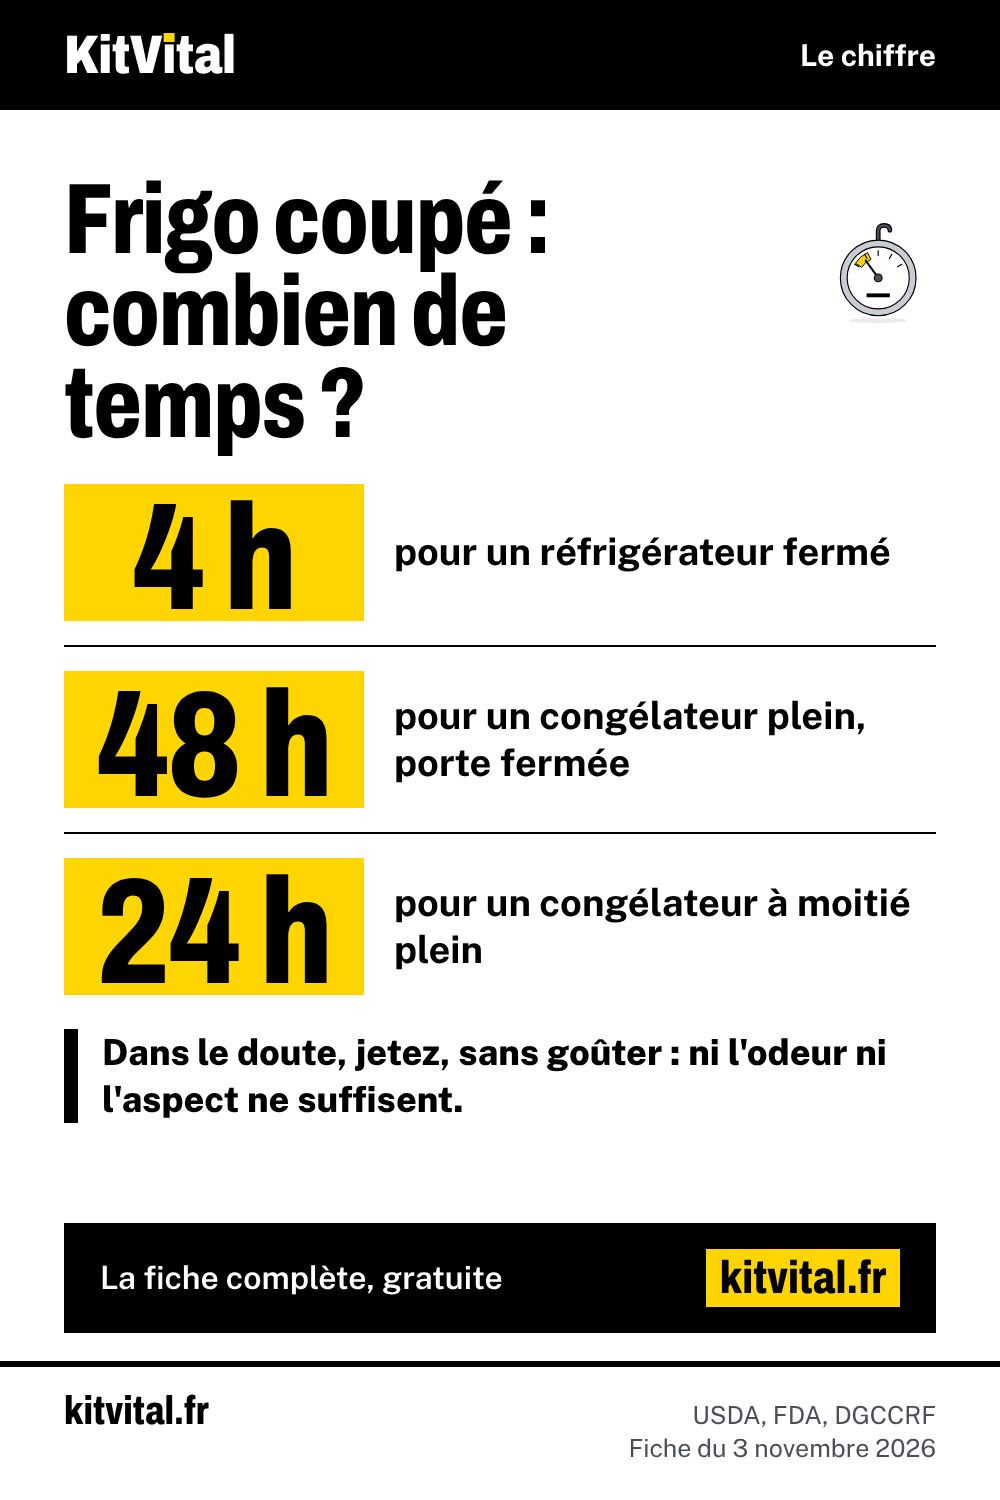 KitVital
Le chiffre
Frigo coupé :
combien de
temps ?
4 h
pour un réfrigérateur fermé
48 h
pour un congélateur plein,
porte fermée
24 h
pour un congélateur à moitié
plein
Dans le doute, jetez, sans goûter : ni l'odeur ni
l'aspect ne suffisent.
La fiche complète, gratuite
kitvital.fr
kitvital.fr
USDA, FDA, DGCCRF
Fiche du 3 novembre 2026